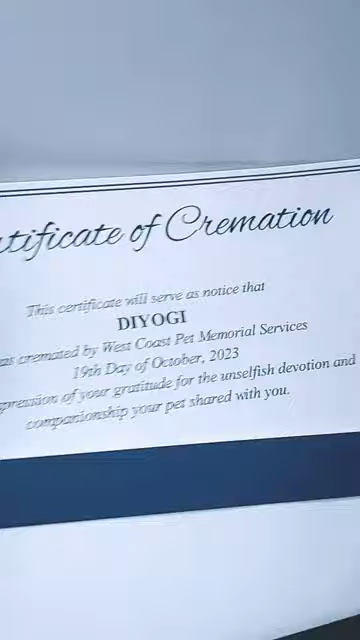 tificate of Cremation
This certificate will serve as notice that
DIYOGI
as cremated by West Coast Pet Memorial Services
19th Day of October, 2023
pression of your gratitude for the unselfish devotion and
companionship your pet shared with you.